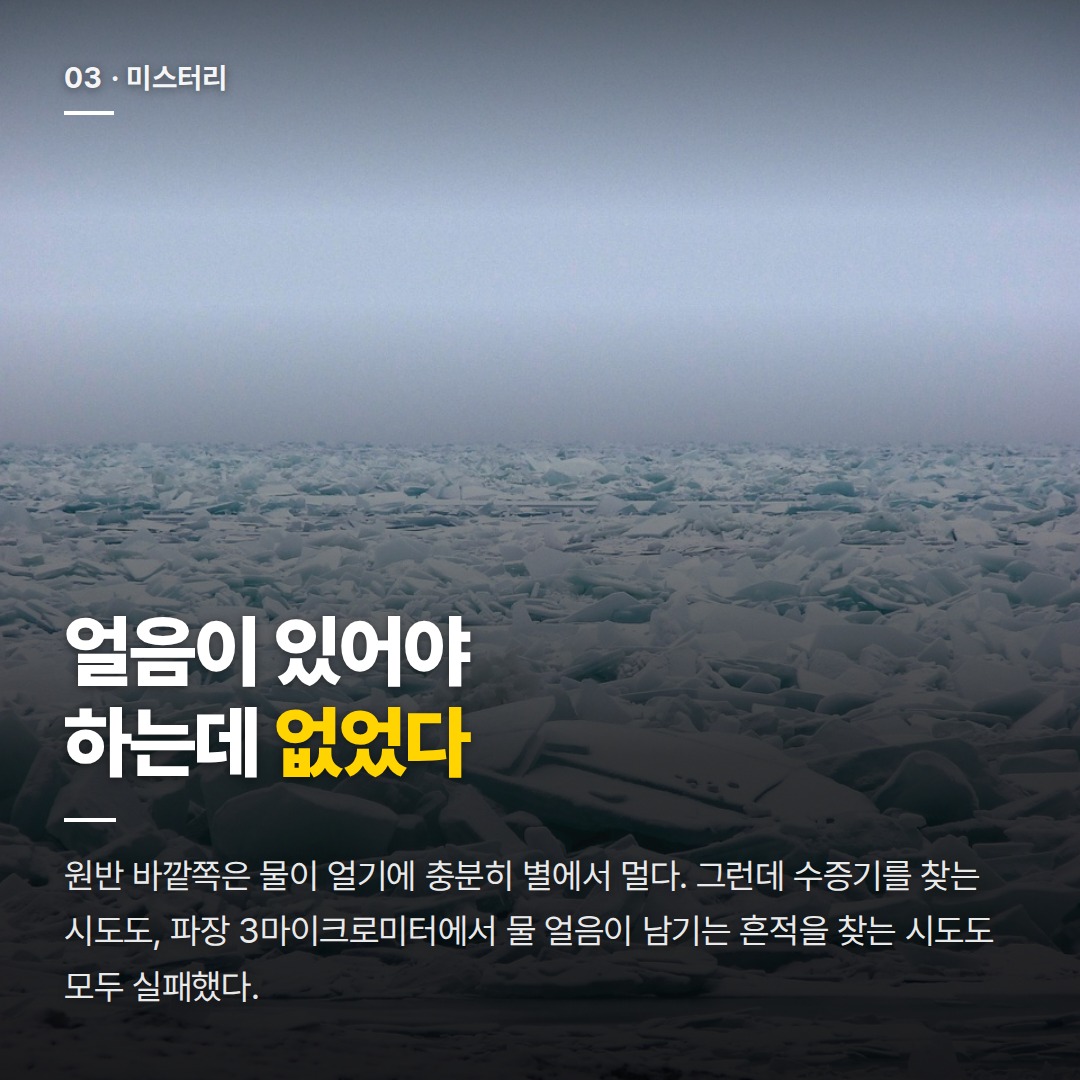 03 · 미스터리
얼음이 있어야
하는데 없었다
원반 바깥쪽은 물이 얼기에 충분히 별에서 멀다. 그런데 수증기를 찾는
시도도, 파장 3마이크로미터에서 물 얼음이 남기는 흔적을 찾는 시도도
모두 실패했다.